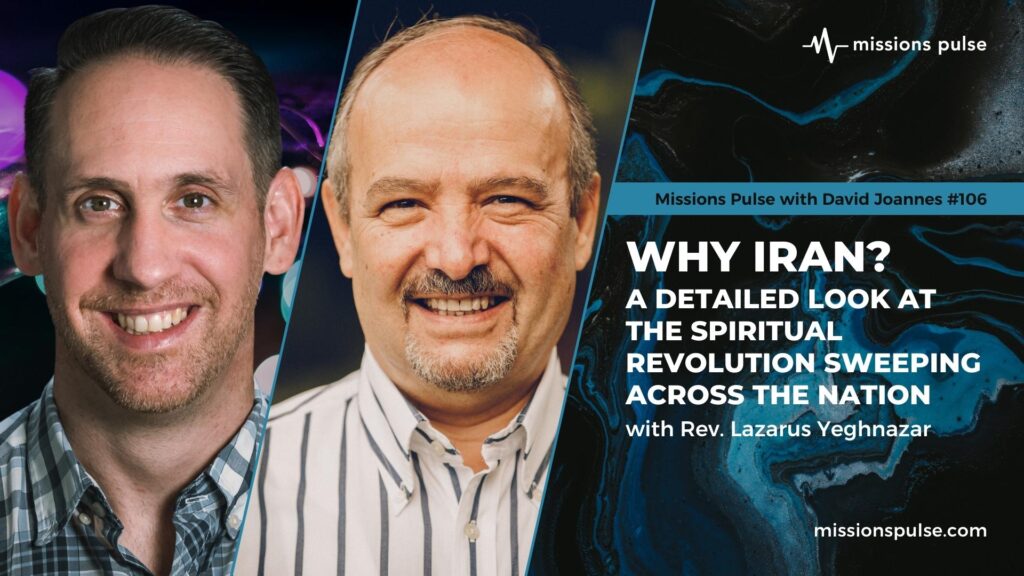 missions pulse
Missions Pulse with David Joannes #106
WHY IRAN?
A DETAILED LOOK AT
THE SPIRITUAL
REVOLUTION SWEEPING
ACROSS THE NATION
with Rev. Lazarus Yeghnazar
missionspulse.com